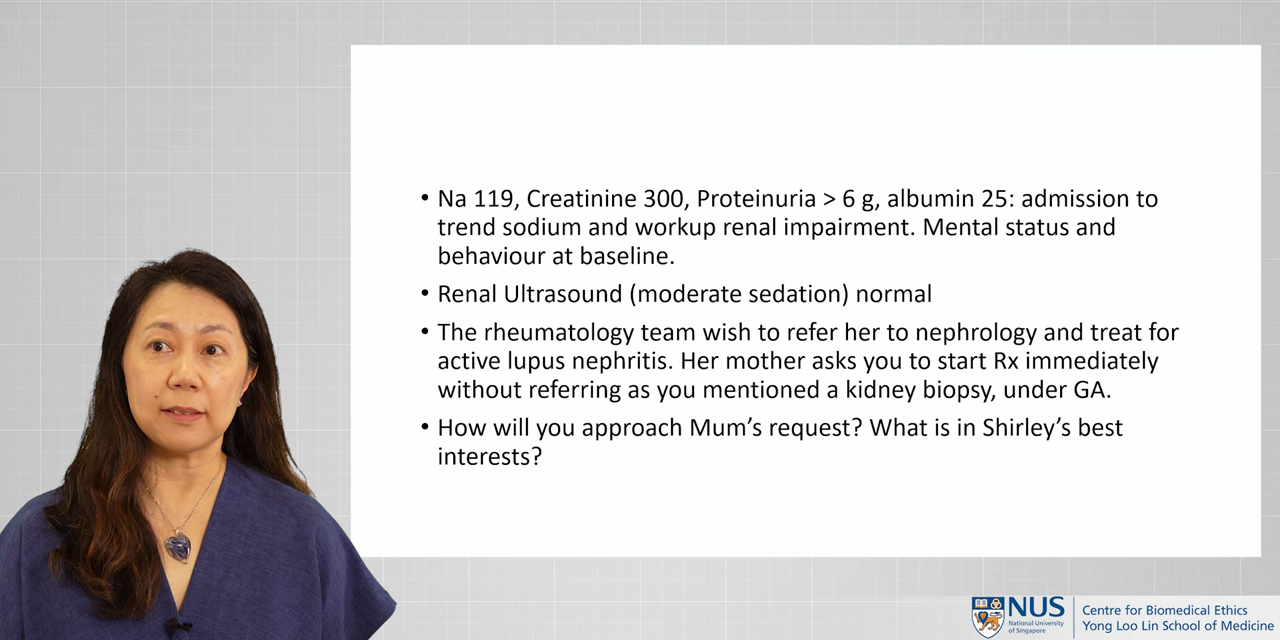 • Na 119, Creatinine 300, Proteinuria > 6 g, albumin 25: admission to
trend sodium and workup renal impairment. Mental status and
behaviour at baseline.
• Renal Ultrasound (moderate sedation) normal
• The rheumatology team wish to refer her to nephrology and treat for
active lupus nephritis. Her mother asks you to start Rx immediately
without referring as you mentioned a kidney biopsy, under GA.
• How will you approach Mum’s request? What is in Shirley’s best
interests?
NUS
National University
of Singapore
Centre for Biomedical Ethics
Yong Loo Lin School of Medicine